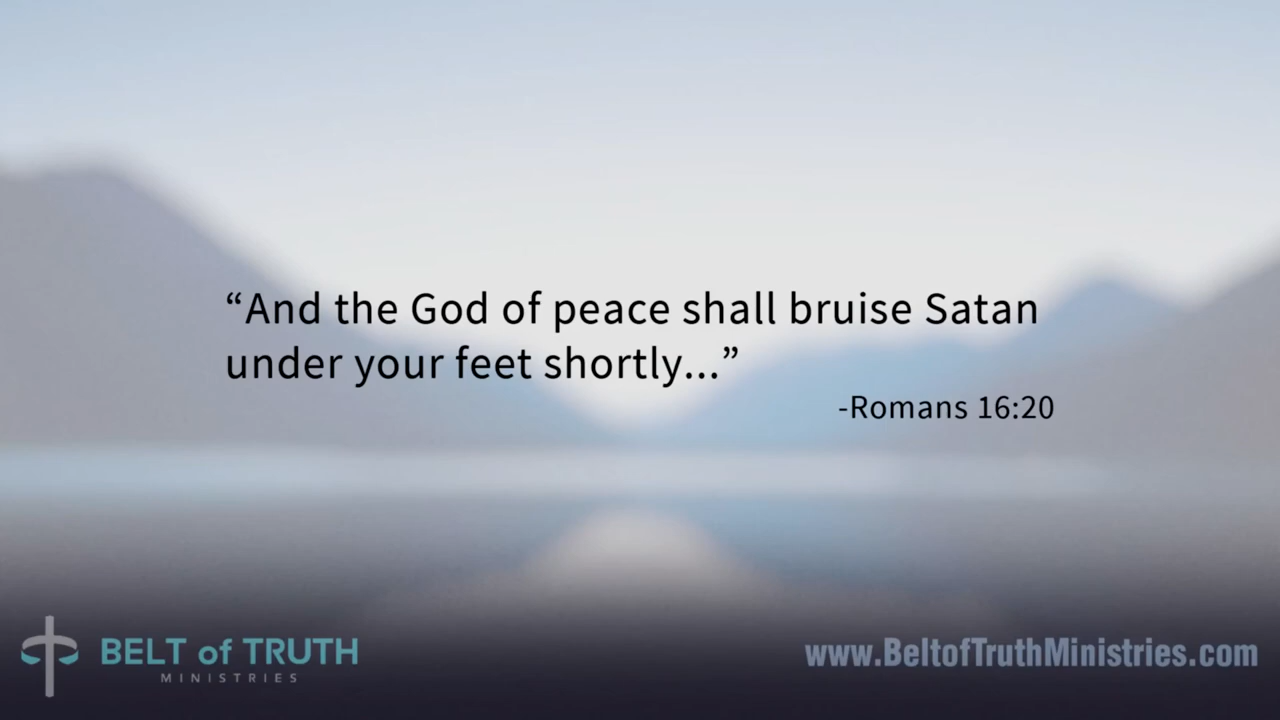 “And the God of peace shall bruise Satan
under your feet shortly...”
-Romans 16:20
BELT of TRUTH
MINISTRIES
www.BeltofTruthMinistries.com